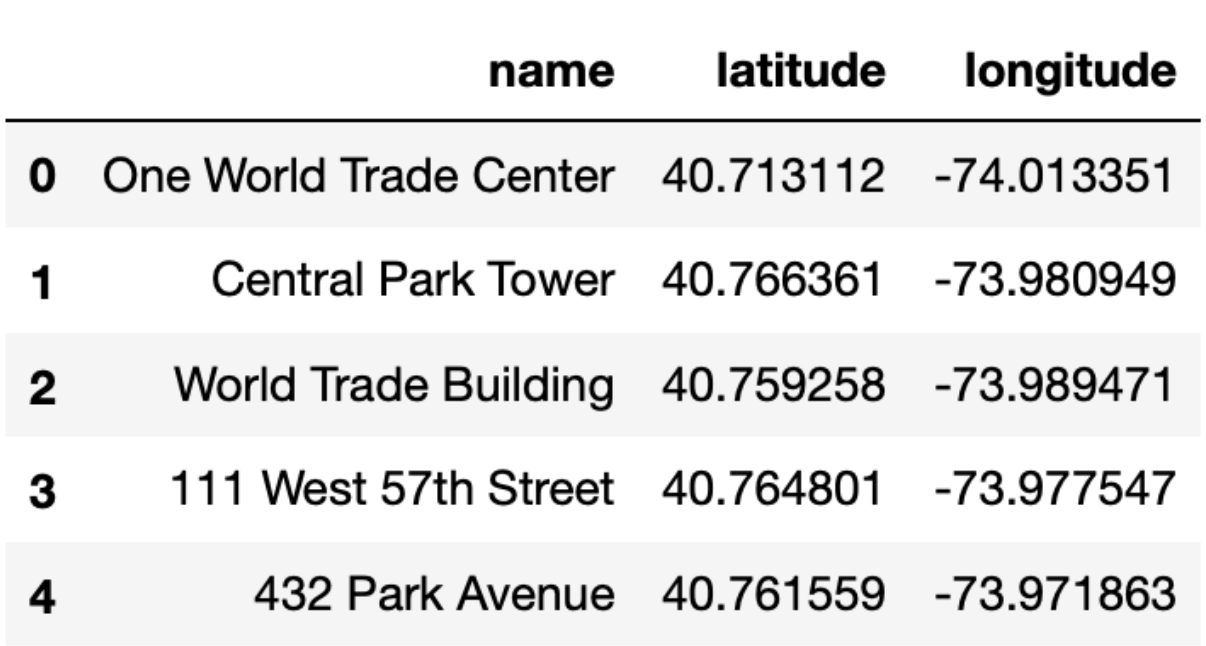 name latitude longitude
0 One World Trade Center 40.713112 -74.013351
1 Central Park Tower 40.766361 -73.980949
2 World Trade Building 40.759258 -73.989471
3 111 West 57th Street 40.764801 -73.977547
4 432 Park Avenue 40.761559 -73.971863